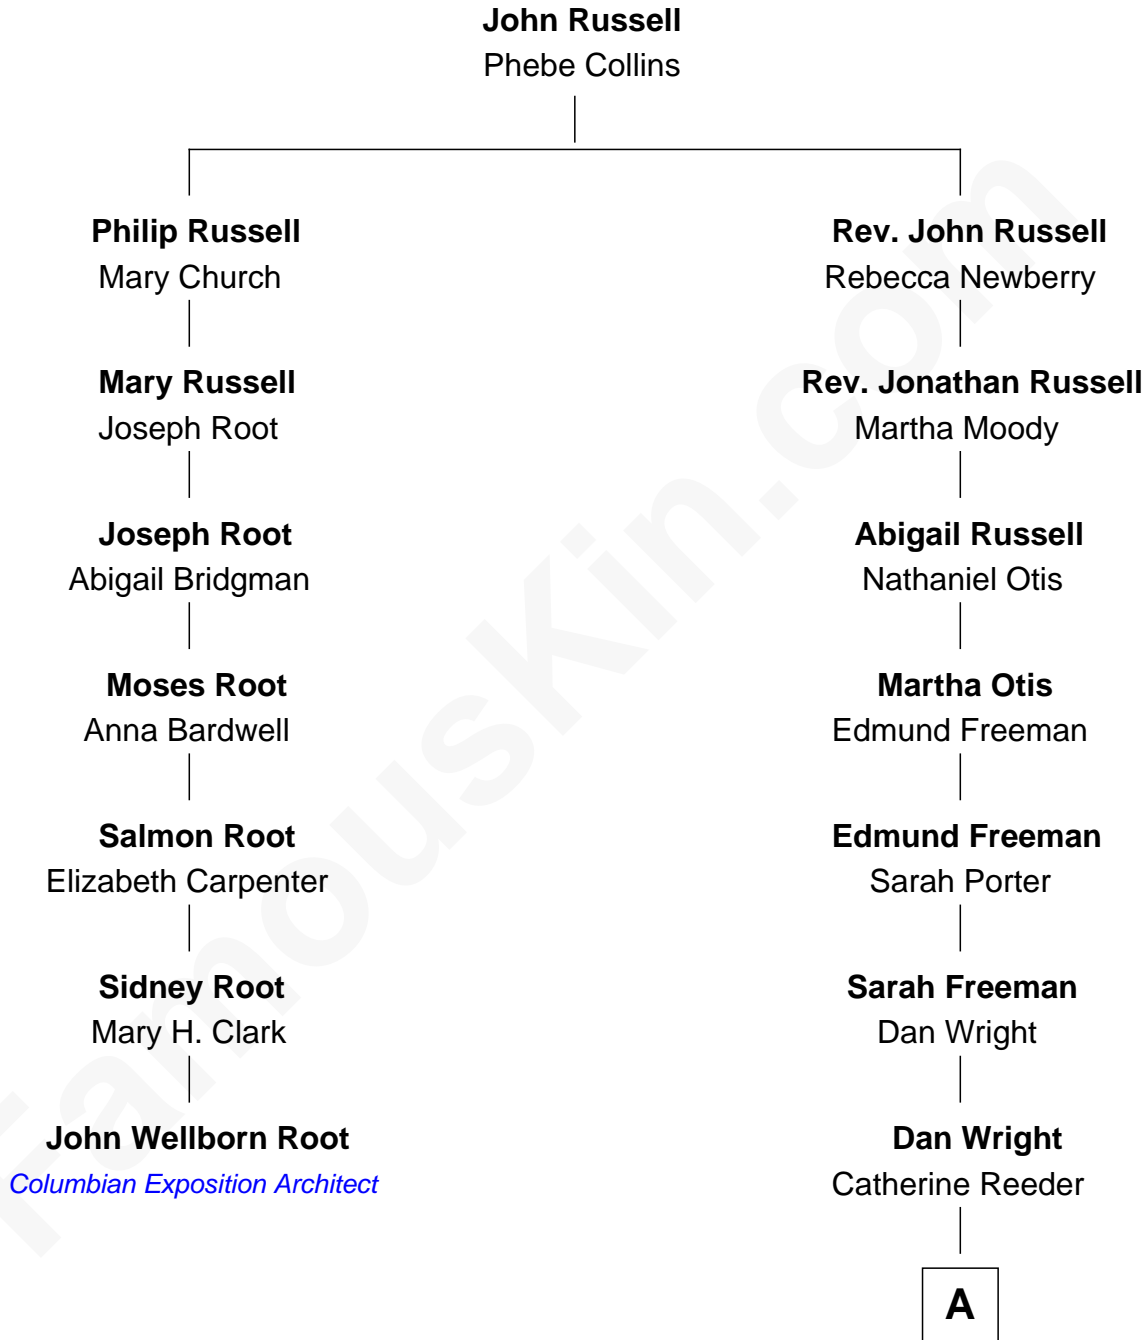 John Russell
Phebe Collins
Philip Russell
Mary Church
Rev. John Russell
Rebecca Newberry
Mary Russell
Joseph Root
Rev. Jonathan Russell
Martha Moody
Joseph Root
Abigail Bridgman
Abigail Russell
Nathaniel Otis
Moses Root
Anna Bardwell
Martha Otis
Edmund Freeman
Salmon Root
Elizabeth Carpenter
Edmund Freeman
Sarah Porter
Sidney Root
Mary H. Clark
Sarah Freeman
Dan Wright
John Wellborn Root
Columbian Exposition Architect
Dan Wright
Catherine Reeder
A
FamousKin.com